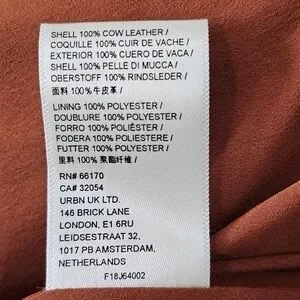 SHELL 100% COW LEATHER /
COQUILLE 100% CUIR DE VACHE /
EXTERIOR 100% CUERO DE VACA /
SHELL 100% PELLE DI MUCCA /
OBERSTOFF 100% RINDSLEDER /
面料 100% 牛皮革 /
LINING 100% POLYESTER /
DOUBLURE 100% POLYESTER /
FORRO 100% POLIÉSTER /
FODERA 100% POLIESTERE /
FUTTER 100% POLYESTER /
里料 100% 聚酯纤维 /
RN# 66170
CA# 32054
URBN UK LTD.
146 BRICK LANE
LONDON, E1 6RU
LEIDSESTRAAT 32,
1017 PB AMSTERDAM,
NETHERLANDS
F18J64002